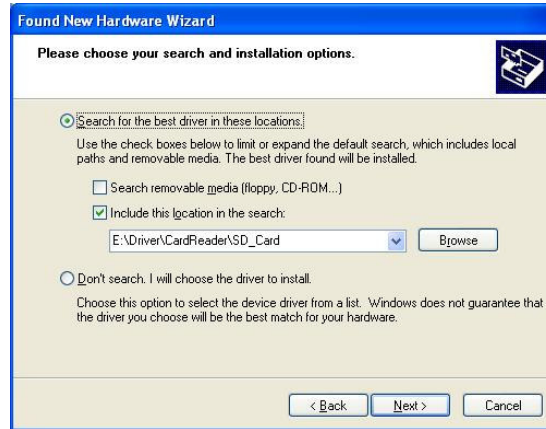 Found New Hardware Wizard
Please choose your search and installation options.
Search for the best driver in these locations.
Use the check boxes below to limit or expand the default search, which includes local
paths and removable media. The best driver found will be installed.
Search removable media (floppy, CD-ROM...)
Include this location in the search:
E:\Driver\CardReader\SD_Card
Browse
Don't search. I will choose the driver to install.
Choose this option to select the device driver from a list. Windows does not guarantee that
the driver you choose will be the best match for your hardware.
< Back
Next >
Cancel